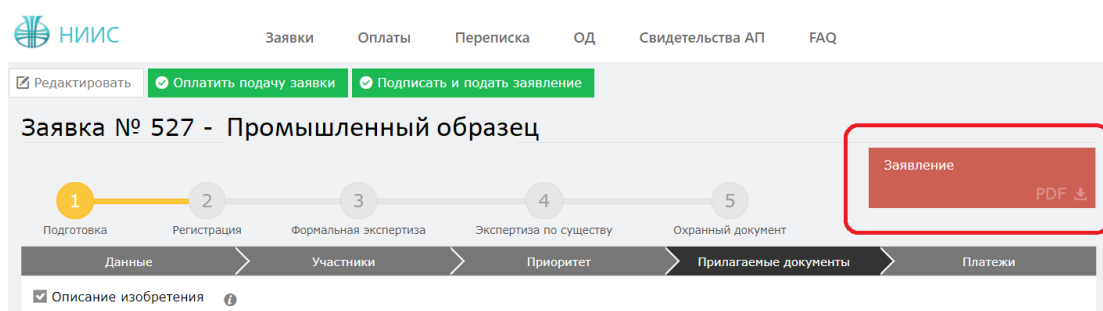 НИИС
Заявки Оплаты Переписка ОД Свидетельства АП FAQ
Редактировать Оплатить подачу заявки Подписать и подать заявление
Заявка № 527 - Промышленный образец
Заявление
PDF
1 2 3 4 5
Подготовка Регистрация Формальная экспертиза Экспертиза по существу Охранный документ
Данные Участники Приоритет Прилагаемые документы Платежи
Описание изобретения i